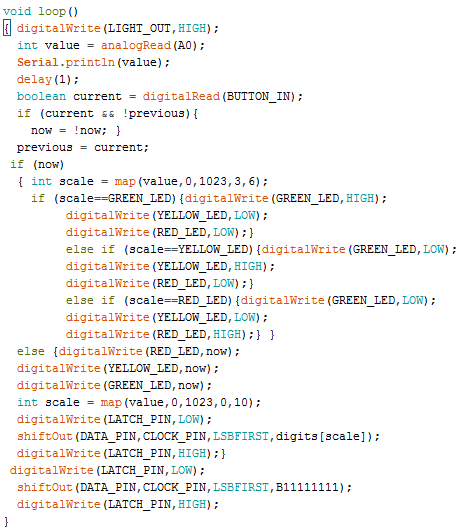 void loop()
{ digitalWrite(LIGHT_OUT,HIGH);
int value = analogRead(A0);
Serial.println(value);
delay(1);
boolean current = digitalRead(BUTTON_IN);
if (current && !previous){
now = !now; }
previous = current;
if (now)
{ int scale = map(value,0,1023,3,6);
if (scale==GREEN_LED){digitalWrite(GREEN_LED,HIGH);
digitalWrite(YELLOW_LED,LOW);
digitalWrite(RED_LED,LOW);}
else if (scale==YELLOW_LED){digitalWrite(GREEN_LED,LOW);
digitalWrite(YELLOW_LED,HIGH);
digitalWrite(RED_LED,LOW);}
else if (scale==RED_LED){digitalWrite(GREEN_LED,LOW);
digitalWrite(YELLOW_LED,LOW);
digitalWrite(RED_LED,HIGH);} }
else {digitalWrite(RED_LED,now);
digitalWrite(YELLOW_LED,now);
digitalWrite(GREEN_LED,now);
int scale = map(value,0,1023,0,10);
digitalWrite(LATCH_PIN,LOW);
shiftOut(DATA_PIN,CLOCK_PIN,LSBFIRST,digits[scale]);
digitalWrite(LATCH_PIN,HIGH);}
digitalWrite(LATCH_PIN,LOW);
shiftOut(DATA_PIN,CLOCK_PIN,LSBFIRST,B11111111);
digitalWrite(LATCH_PIN,HIGH);
}